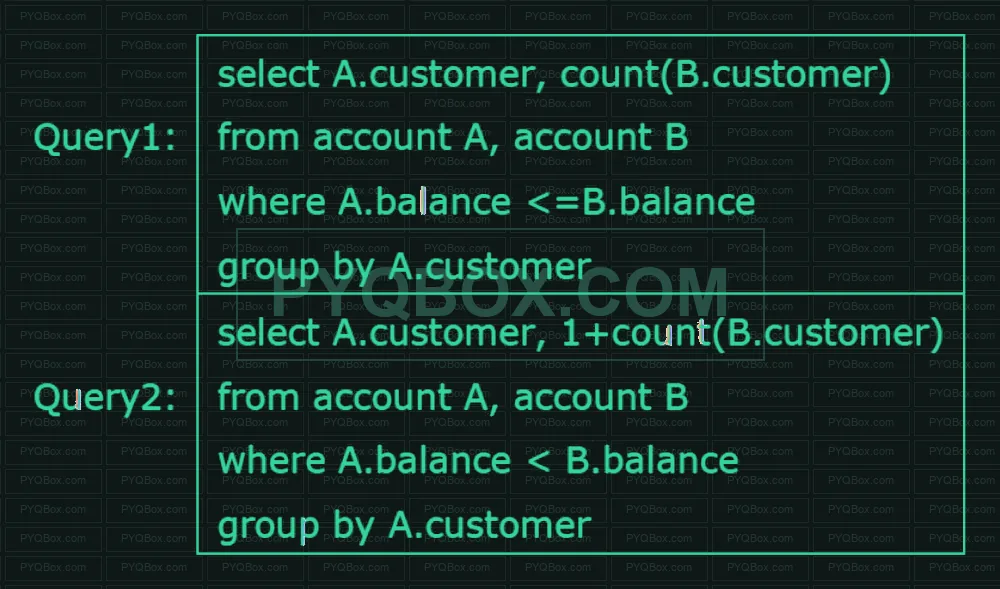 select A.customer, count(B.customer)
Query1: from account A, account B
where A.balance <=B.balance
group by A.customer
PYQBOX.COM
select A.customer, 1+count(B.customer)
Query2: from account A, account B
where A.balance < B.balance
group by A.customer